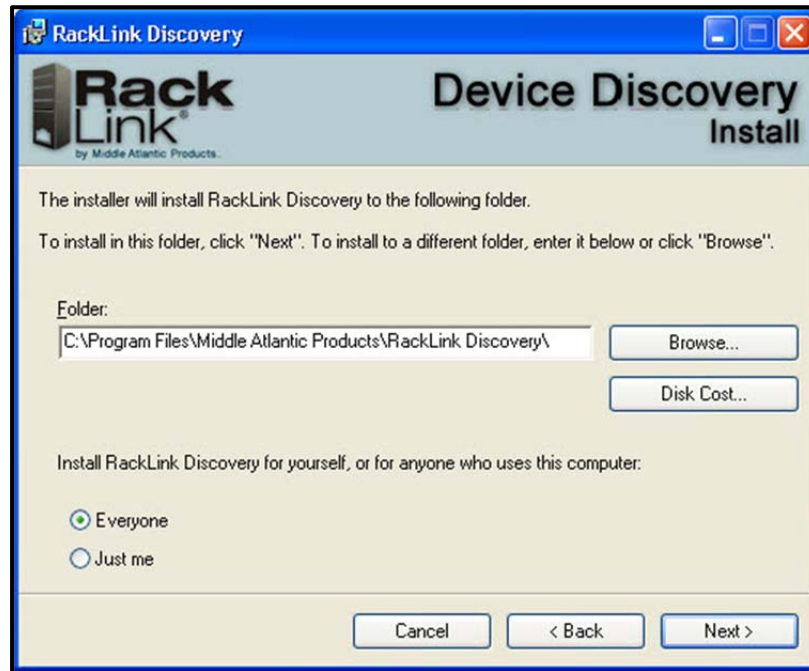 RackLink Discovery
Rack
Link®
by Middle Atlantic Products.
Device Discovery
Install
The installer will install RackLink Discovery to the following folder.
To install in this folder, click "Next". To install to a different folder, enter it below or click "Browse".
Folder:
C:\Program Files\Middle Atlantic Products\RackLink Discovery\
Browse...
Disk Cost...
Install RackLink Discovery for yourself, or for anyone who uses this computer:
Everyone
Just me
Cancel
< Back
Next >